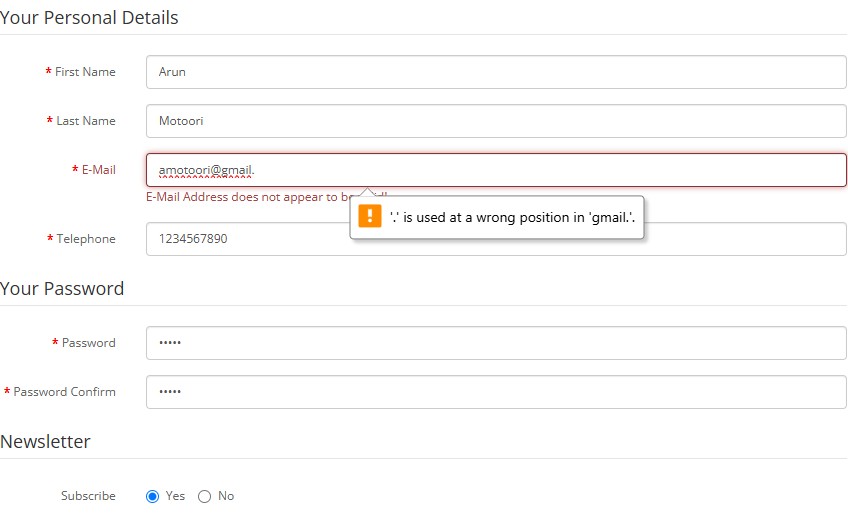 Your Personal Details
* First Name Arun
* Last Name Motoori
* E-Mail amotoori@gmail.
E-Mail Address does not appear to be
'.' is used at a wrong position in 'gmail.'.
* Telephone 1234567890
Your Password
* Password •••••
* Password Confirm •••••
Newsletter
Subscribe Yes No